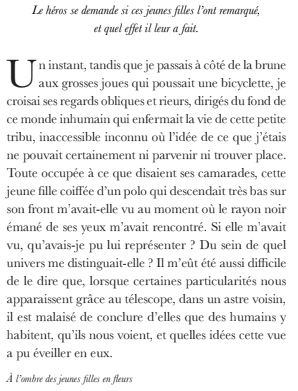 Le héros se demande si ces jeunes filles l'ont remarqué,
et quel effet il leur a fait.
Un instant, tandis que je passais à côté de la brune
aux grosses joues qui poussait une bicyclette, je
croisai ses regards obliques et rieurs, dirigés du fond de
ce monde inhumain qui enfermait la vie de cette petite
tribu, inaccessible inconnu où l'idée de ce que j'étais
ne pouvait certainement ni parvenir ni trouver place.
Toute occupée à ce que disaient ses camarades, cette
jeune fille coiffée d'un polo qui descendait très bas sur
son front m'avait-elle vu au moment où le rayon noir
émané de ses yeux m'avait rencontré. Si elle m'avait
vu, qu'avais-je pu lui représenter ? Du sein de quel
univers me distinguait-elle ? Il m'eût été aussi difficile
de le dire que, lorsque certaines particularités nous
apparaissent grâce au télescope, dans un astre voisin,
il est malaisé de conclure d'elles que des humains y
habitent, qu'ils nous voient, et quelles idées cette vue
a pu éveiller en eux.
À l'ombre des jeunes filles en fleurs